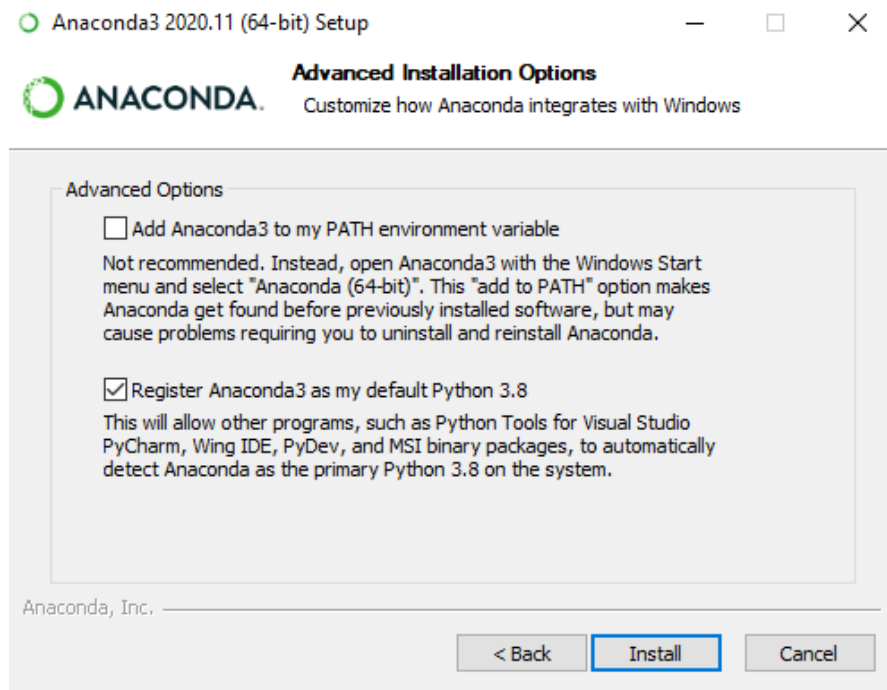 Anaconda3 2020.11 (64-bit) Setup
ANACONDA.
Advanced Installation Options
Customize how Anaconda integrates with Windows
Advanced Options
Add Anaconda3 to my PATH environment variable
Not recommended. Instead, open Anaconda3 with the Windows Start
menu and select "Anaconda (64-bit)". This "add to PATH" option makes
Anaconda get found before previously installed software, but may
cause problems requiring you to uninstall and reinstall Anaconda.
Register Anaconda3 as my default Python 3.8
This will allow other programs, such as Python Tools for Visual Studio
PyCharm, Wing IDE, PyDev, and MSI binary packages, to automatically
detect Anaconda as the primary Python 3.8 on the system.
Anaconda, Inc.
< Back
Install
Cancel